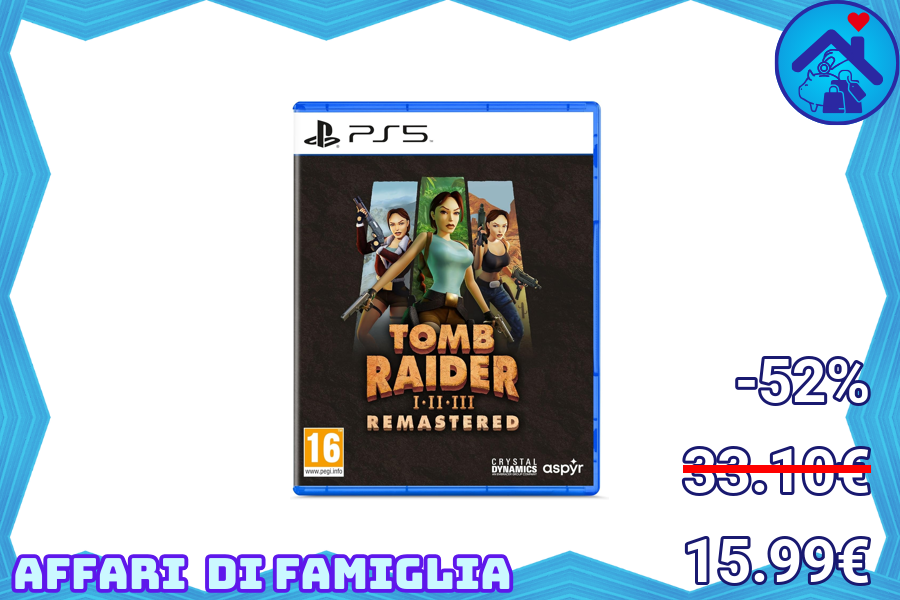 PS5
TOMB
RAIDER
I·II·III
REMASTERED
16
www.pegi.info
CRYSTAL
DYNAMICS
aspyr
-52%
33.10€
15.99€
AFFARI DI FAMIGLIA